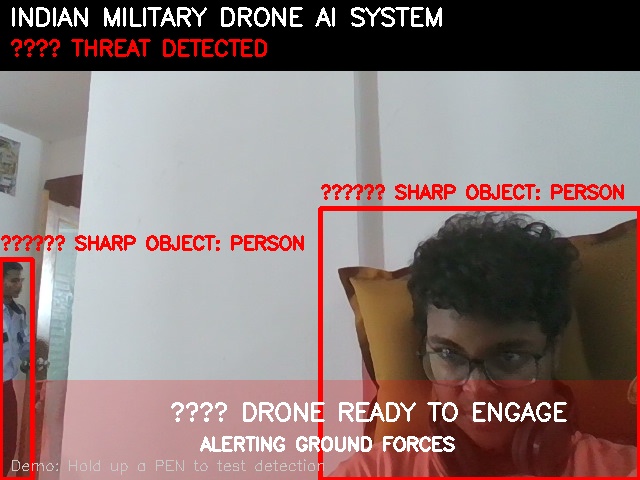 INDIAN MILITARY DRONE AI SYSTEM
???? THREAT DETECTED
?????? SHARP OBJECT: PERSON
?????? SHARP OBJECT: PERSON
???? DRONE READY TO ENGAGE
ALERTING GROUND FORCES
Demo: Hold up a PEN to test detection